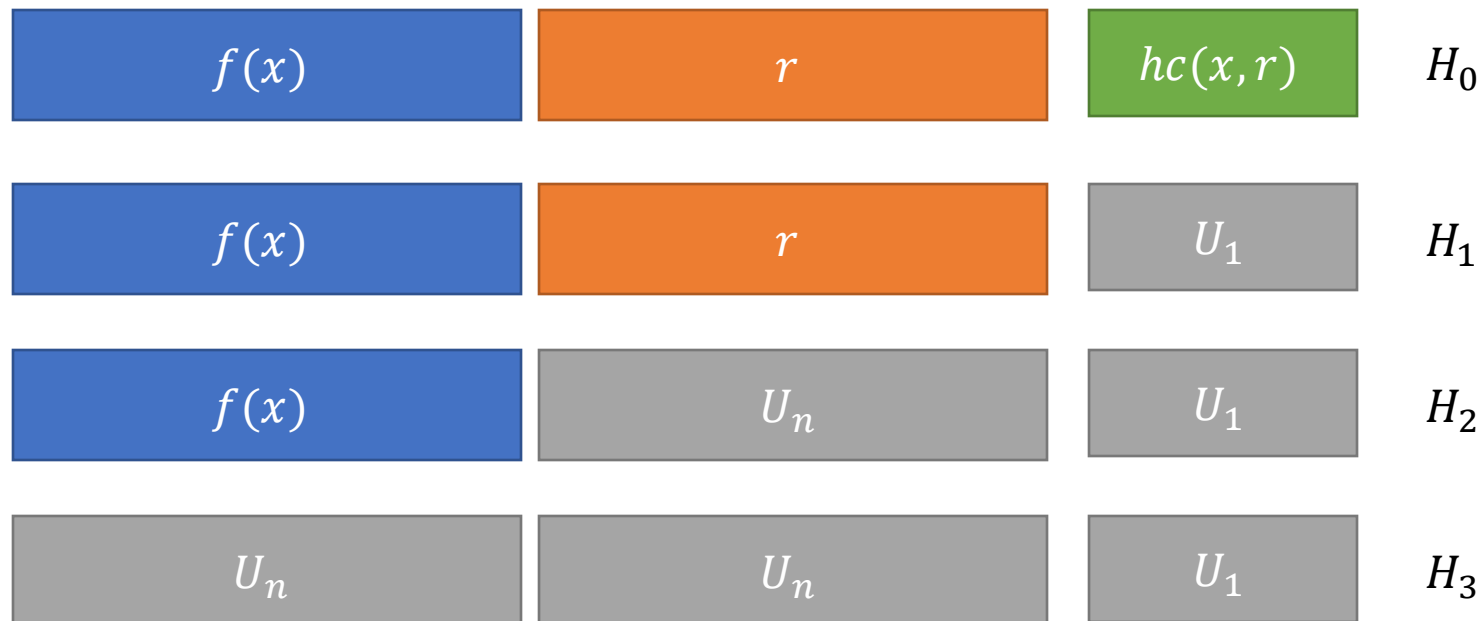 f(x) r hc(x, r) H₀
f(x) r U₁ H₁
f(x) Uₙ U₁ H₂
Uₙ Uₙ U₁ H₃